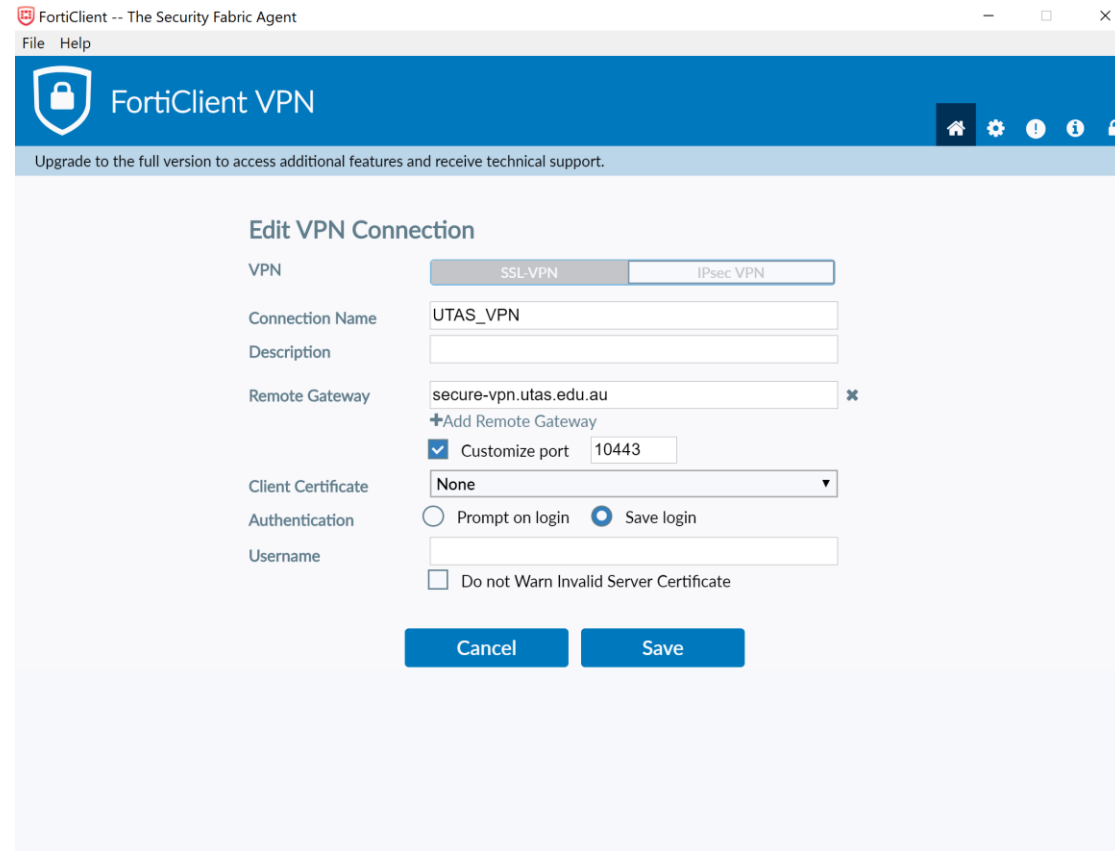 FortiClient -- The Security Fabric Agent
File Help
FortiClient VPN
Upgrade to the full version to access additional features and receive technical support.
Edit VPN Connection
VPN SSL-VPN IPsec VPN
Connection Name UTAS_VPN
Description
Remote Gateway secure-vpn.utas.edu.au
+Add Remote Gateway
Customize port 10443
Client Certificate None
Authentication Prompt on login Save login
Username
Do not Warn Invalid Server Certificate
Cancel Save